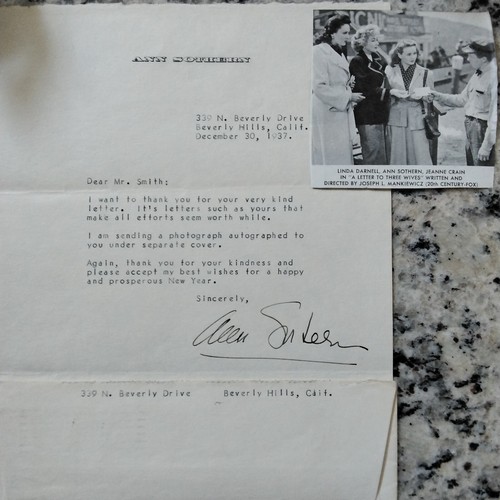 ANN SOTHERN
339 N. Beverly Drive
Beverly Hills, Calif.
December 30, 1937.
LINDA DARNELL, ANN SOTHERN, JEANNE CRAIN
IN "A LETTER TO THREE WIVES" WRITTEN AND
DIRECTED BY JOSEPH L. MANKIEWICZ (20th CENTURY-FOX)
Dear Mr. Smith:
I want to thank you for your very kind
letter. It's letters such as yours that
make all efforts seem worth while.
I am sending a photograph autographed to
you under separate cover.
Again, thank you for your kindness and
please accept my best wishes for a happy
and prosperous New Year.
Sincerely,
Ann Sothern
339 N. Beverly Drive Beverly Hills, Calif.